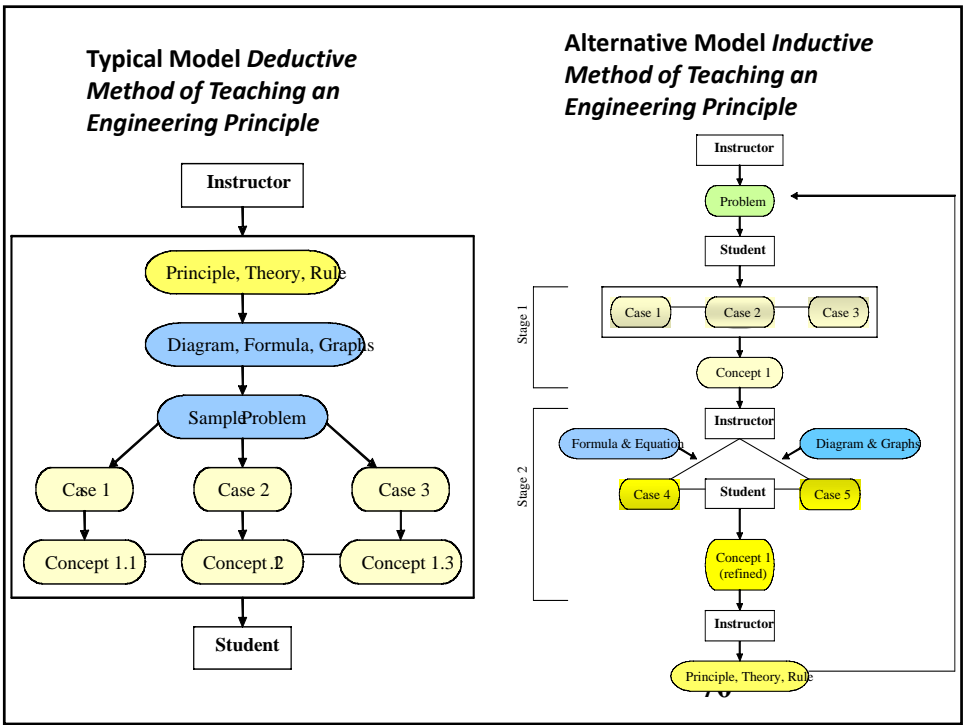 Typical Model Deductive
Method of Teaching an
Engineering Principle
Instructor
Principle, Theory, Rule
Diagram, Formula, Graphs
Sample Problem
Case 1
Case 2
Case 3
Concept 1.1
Concept 1.2
Concept 1.3
Student
Alternative Model Inductive
Method of Teaching an
Engineering Principle
Instructor
Problem
Student
Stage 1
Case 1
Case 2
Case 3
Concept 1
Instructor
Stage 2
Formula & Equation
Diagram & Graphs
Case 4
Student
Case 5
Concept 1
(refined)
Instructor
Principle, Theory, Rule